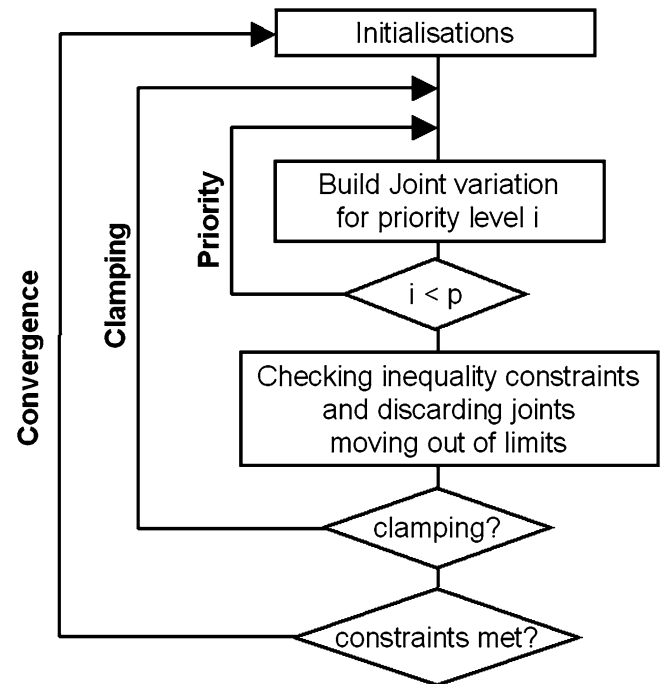 Initialisations
Build Joint variation
for priority level i
Priority
i < p
Clamping
Convergence
Checking inequality constraints
and discarding joints
moving out of limits
clamping?
constraints met?